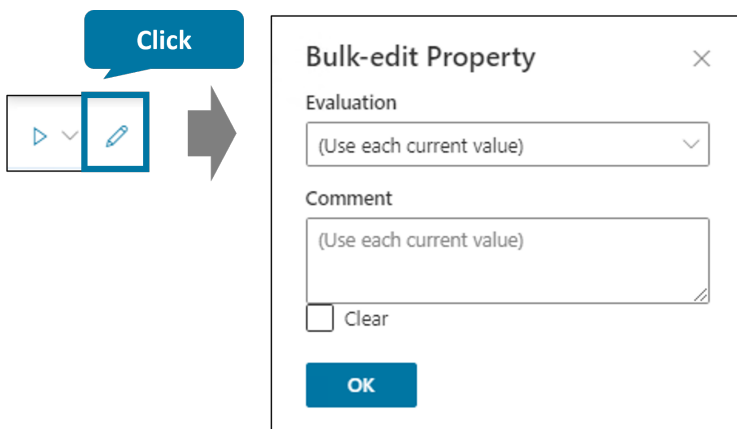 Click
Bulk-edit Property
Evaluation
(Use each current value)
Comment
(Use each current value)
Clear
OK